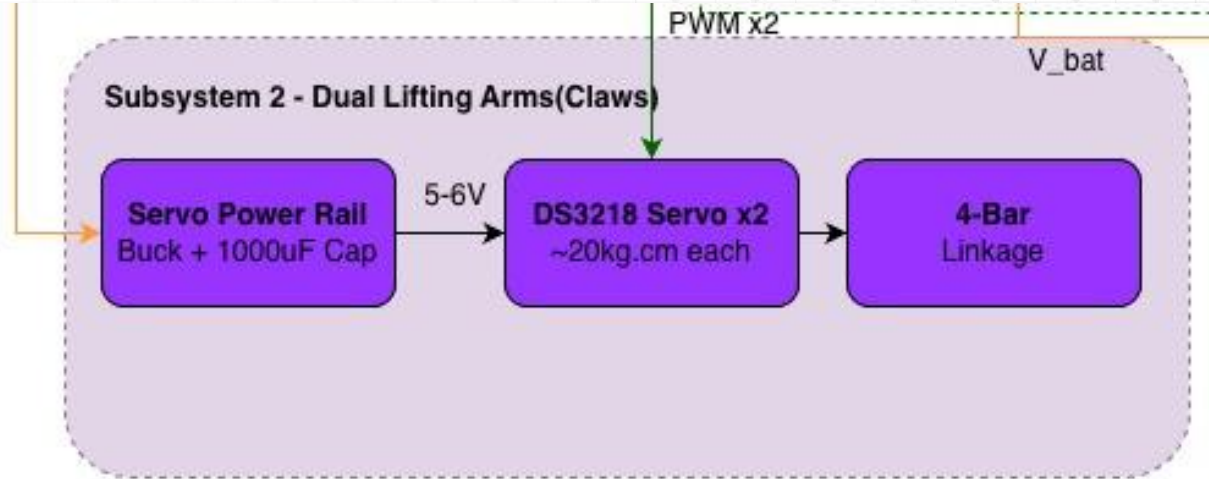 PWM x2
V_bat
Subsystem 2 - Dual Lifting Arms(Claws)
Servo Power Rail
Buck + 1000uF Cap
5-6V
DS3218 Servo x2
~20kg.cm each
4-Bar
Linkage